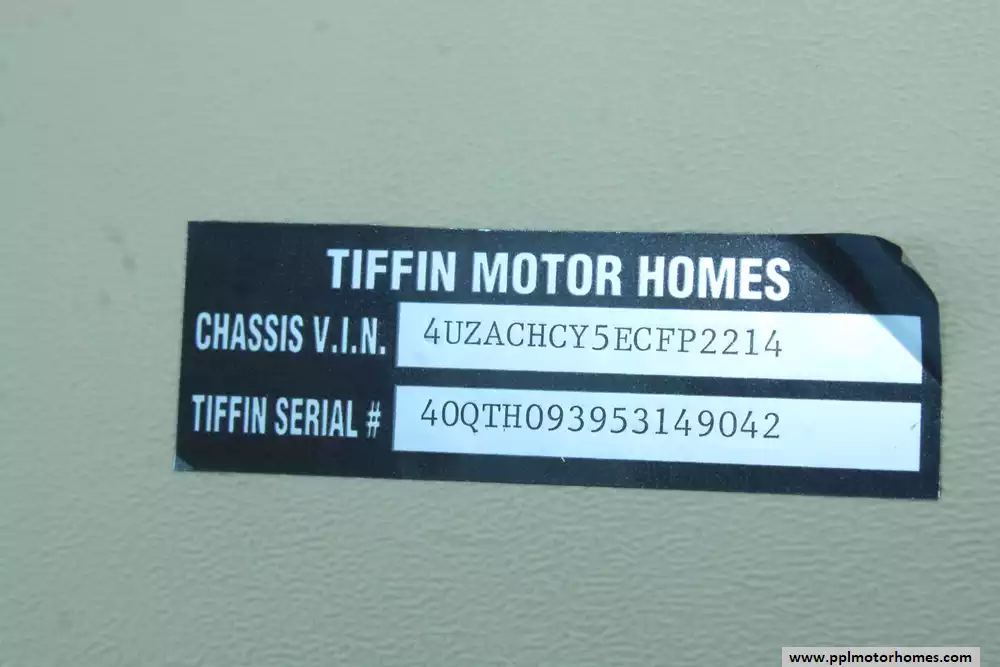 TIFFIN MOTOR HOMES
CHASSIS V.I.N. 4UZACHCY5ECFP2214
TIFFIN SERIAL # 40QTH093953149042
www.pplmotorhomes.com